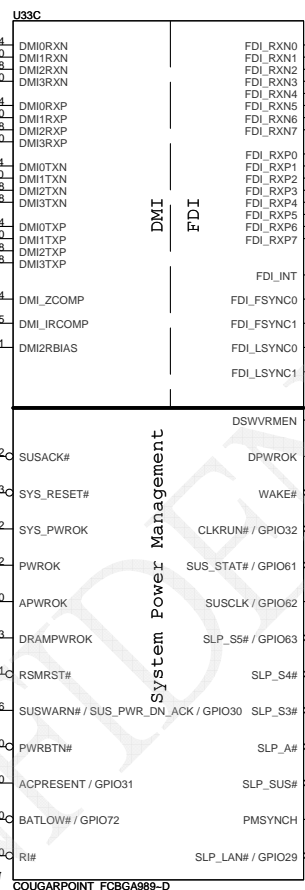 U33C
DMI0RXN FDI_RXN0
DMI1RXN FDI_RXN1
DMI2RXN FDI_RXN2
DMI3RXN FDI_RXN3
FDI_RXN4
DMI0RXP FDI_RXN5
DMI1RXP FDI_RXN6
DMI2RXP FDI_RXN7
DMI3RXP
FDI_RXP0
DMI0TXN FDI_RXP1
DMI1TXN FDI_RXP2
DMI2TXN FDI_RXP3
DMI3TXN FDI_RXP4
FDI_RXP5
DMI0TXP FDI_RXP6
DMI1TXP FDI_RXP7
DMI2TXP
DMI3TXP
DMI
FDI
FDI_INT
DMI_ZCOMP FDI_FSYNC0
DMI_IRCOMP FDI_FSYNC1
DMI2RBIAS FDI_LSYNC0
FDI_LSYNC1
System Power Management
DSWVRMEN
SUSACK# DPWROK
SYS_RESET# WAKE#
SYS_PWROK CLKRUN# / GPIO32
PWROK SUS_STAT# / GPIO61
APWROK SUSCLK / GPIO62
DRAMPWROK SLP_S5# / GPIO63
RSMRST# SLP_S4#
SUSWARN# / SUS_PWR_DN_ACK / GPIO30 SLP_S3#
PWRBTN# SLP_A#
ACPRESENT / GPIO31 SLP_SUS#
BATLOW# / GPIO72 PMSYNCH
RI# SLP_LAN# / GPIO29
COUGARPOINT_FCBGA989~D